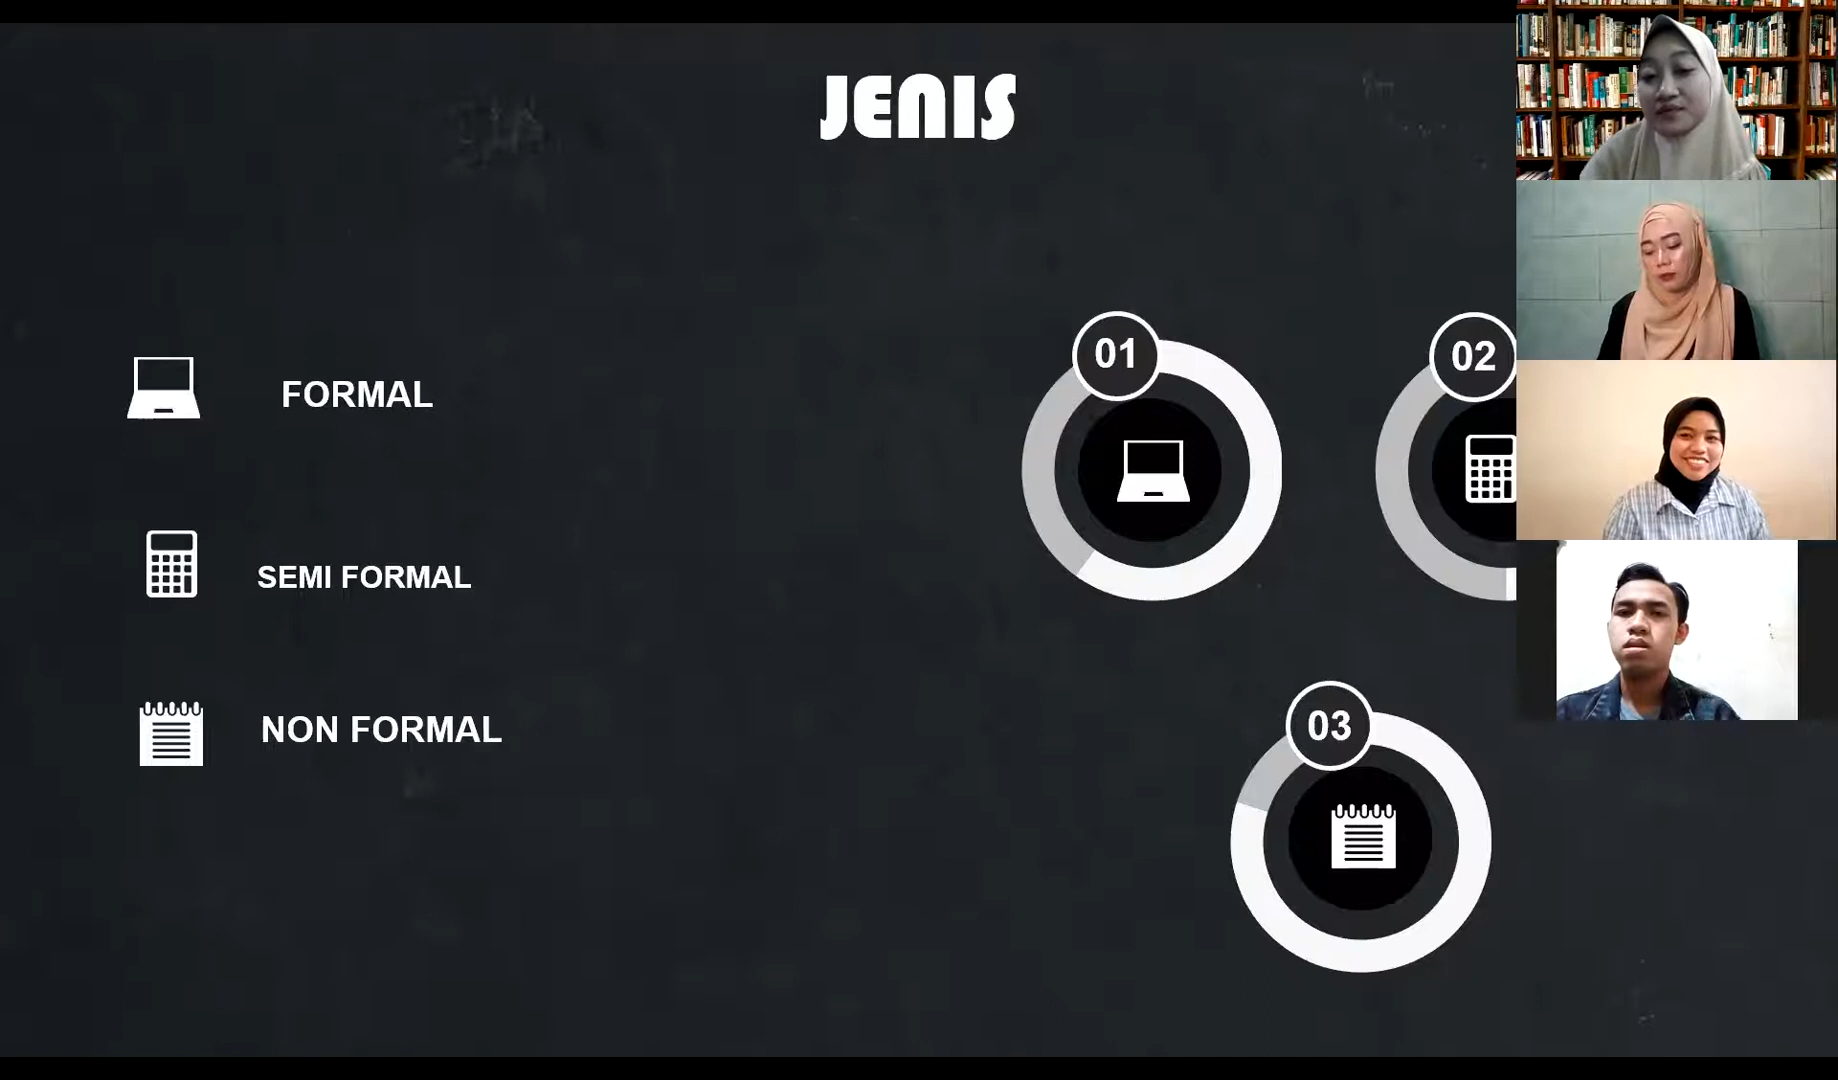 JENIS
FORMAL
SEMI FORMAL
NON FORMAL
01
02
03